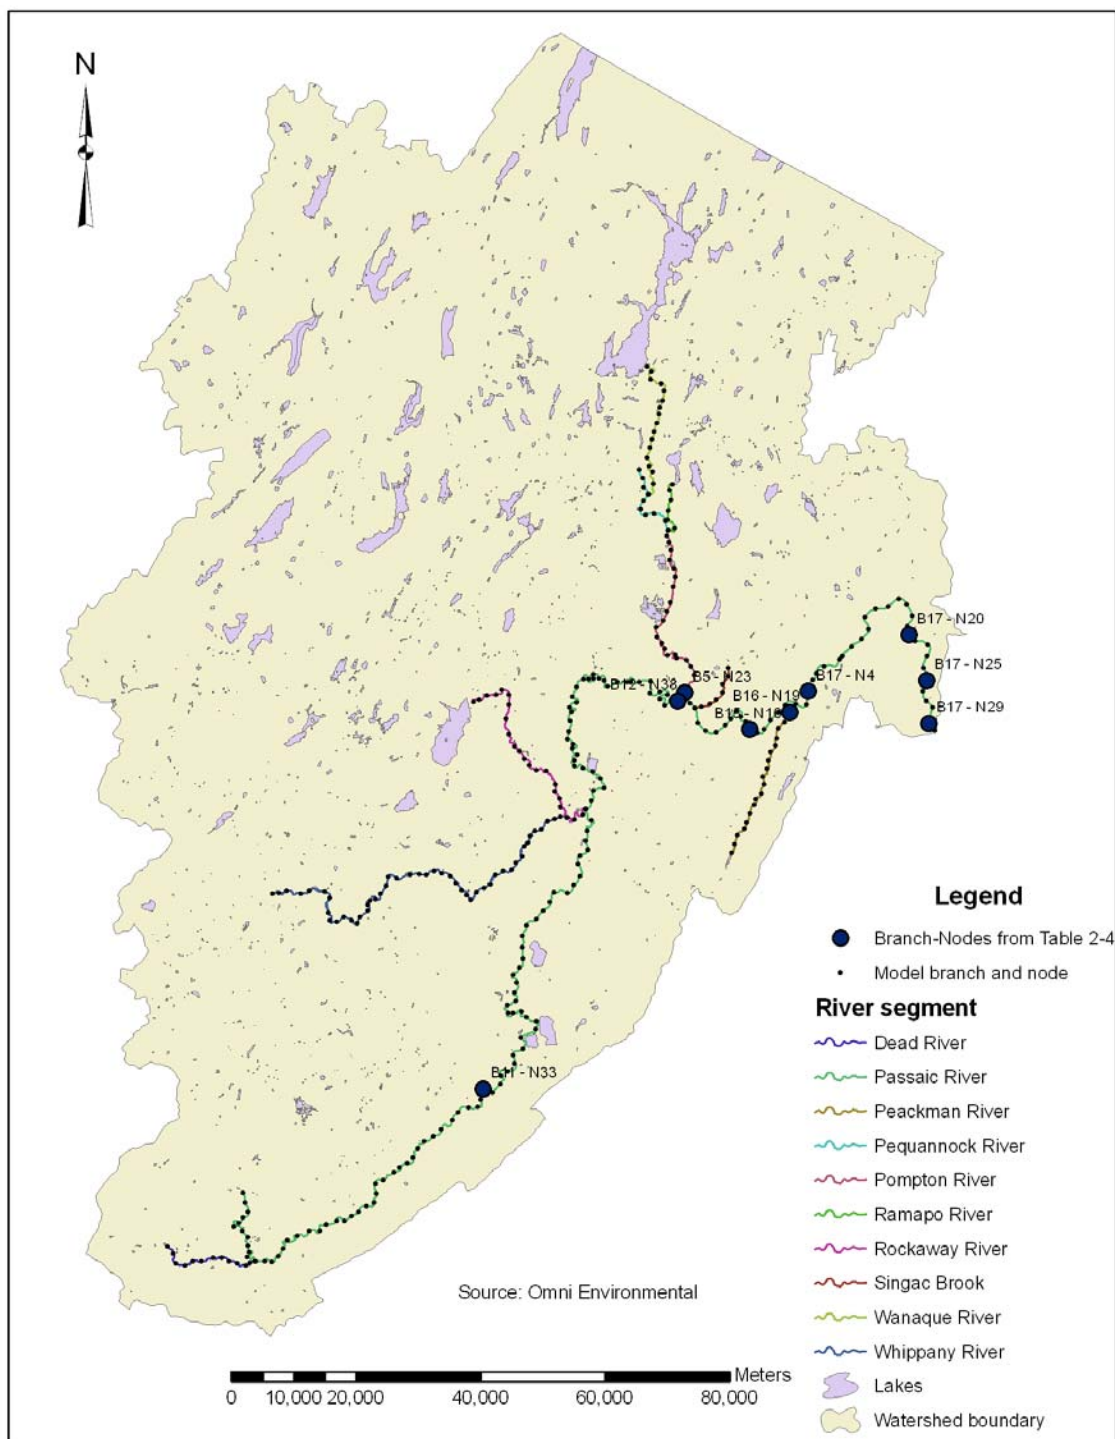 N
B17 - N20
B17 - N25
B12 - N38
B5 - N23
B17 - N4
B16 - N19
B17 - N29
B11 - N33
Legend
Branch-Nodes from Table 2-4
Model branch and node
River segment
Dead River
Passaic River
Peackman River
Pequannock River
Pompton River
Ramapo River
Rockaway River
Singac Brook
Wanaque River
Whippany River
Lakes
Watershed boundary
Source: Omni Environmental
Meters
0 10,000 20,000 40,000 60,000 80,000